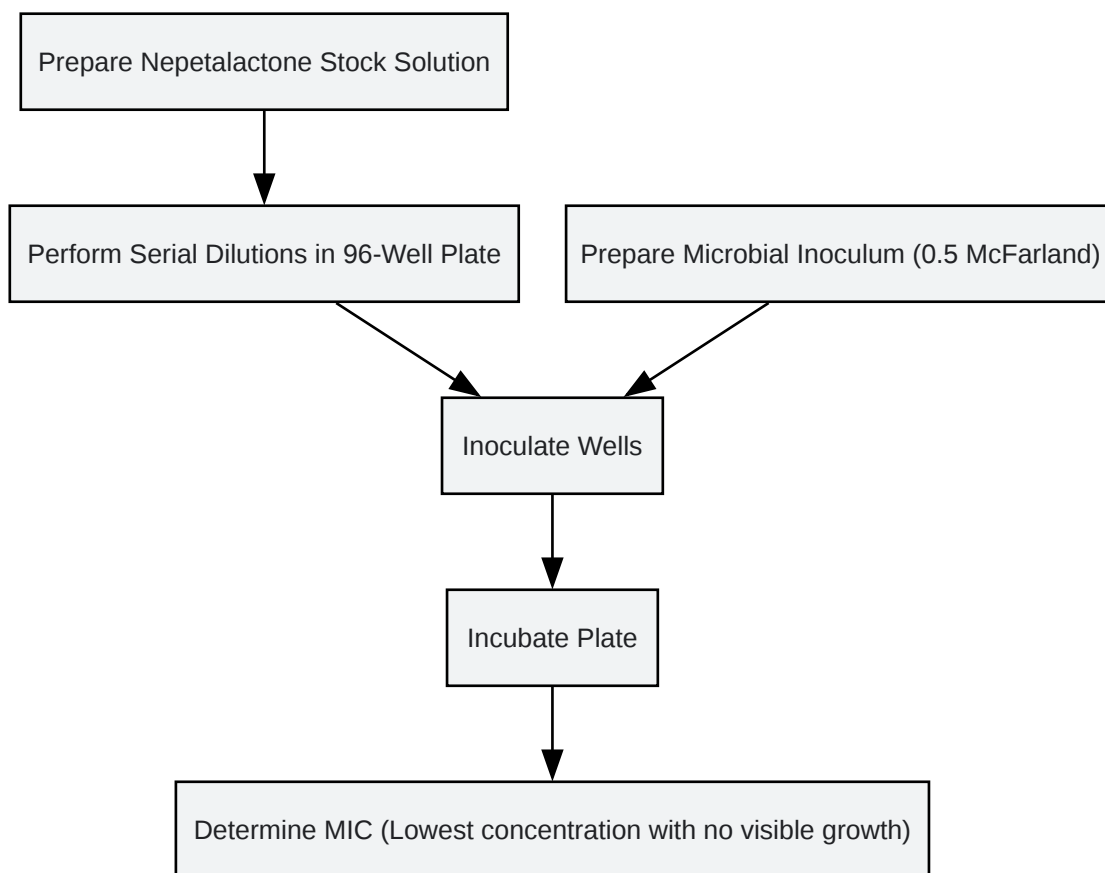 Prepare Nepetalactone Stock Solution
Perform Serial Dilutions in 96-Well Plate
Prepare Microbial Inoculum (0.5 McFarland)
Inoculate Wells
Incubate Plate
Determine MIC (Lowest concentration with no visible growth)